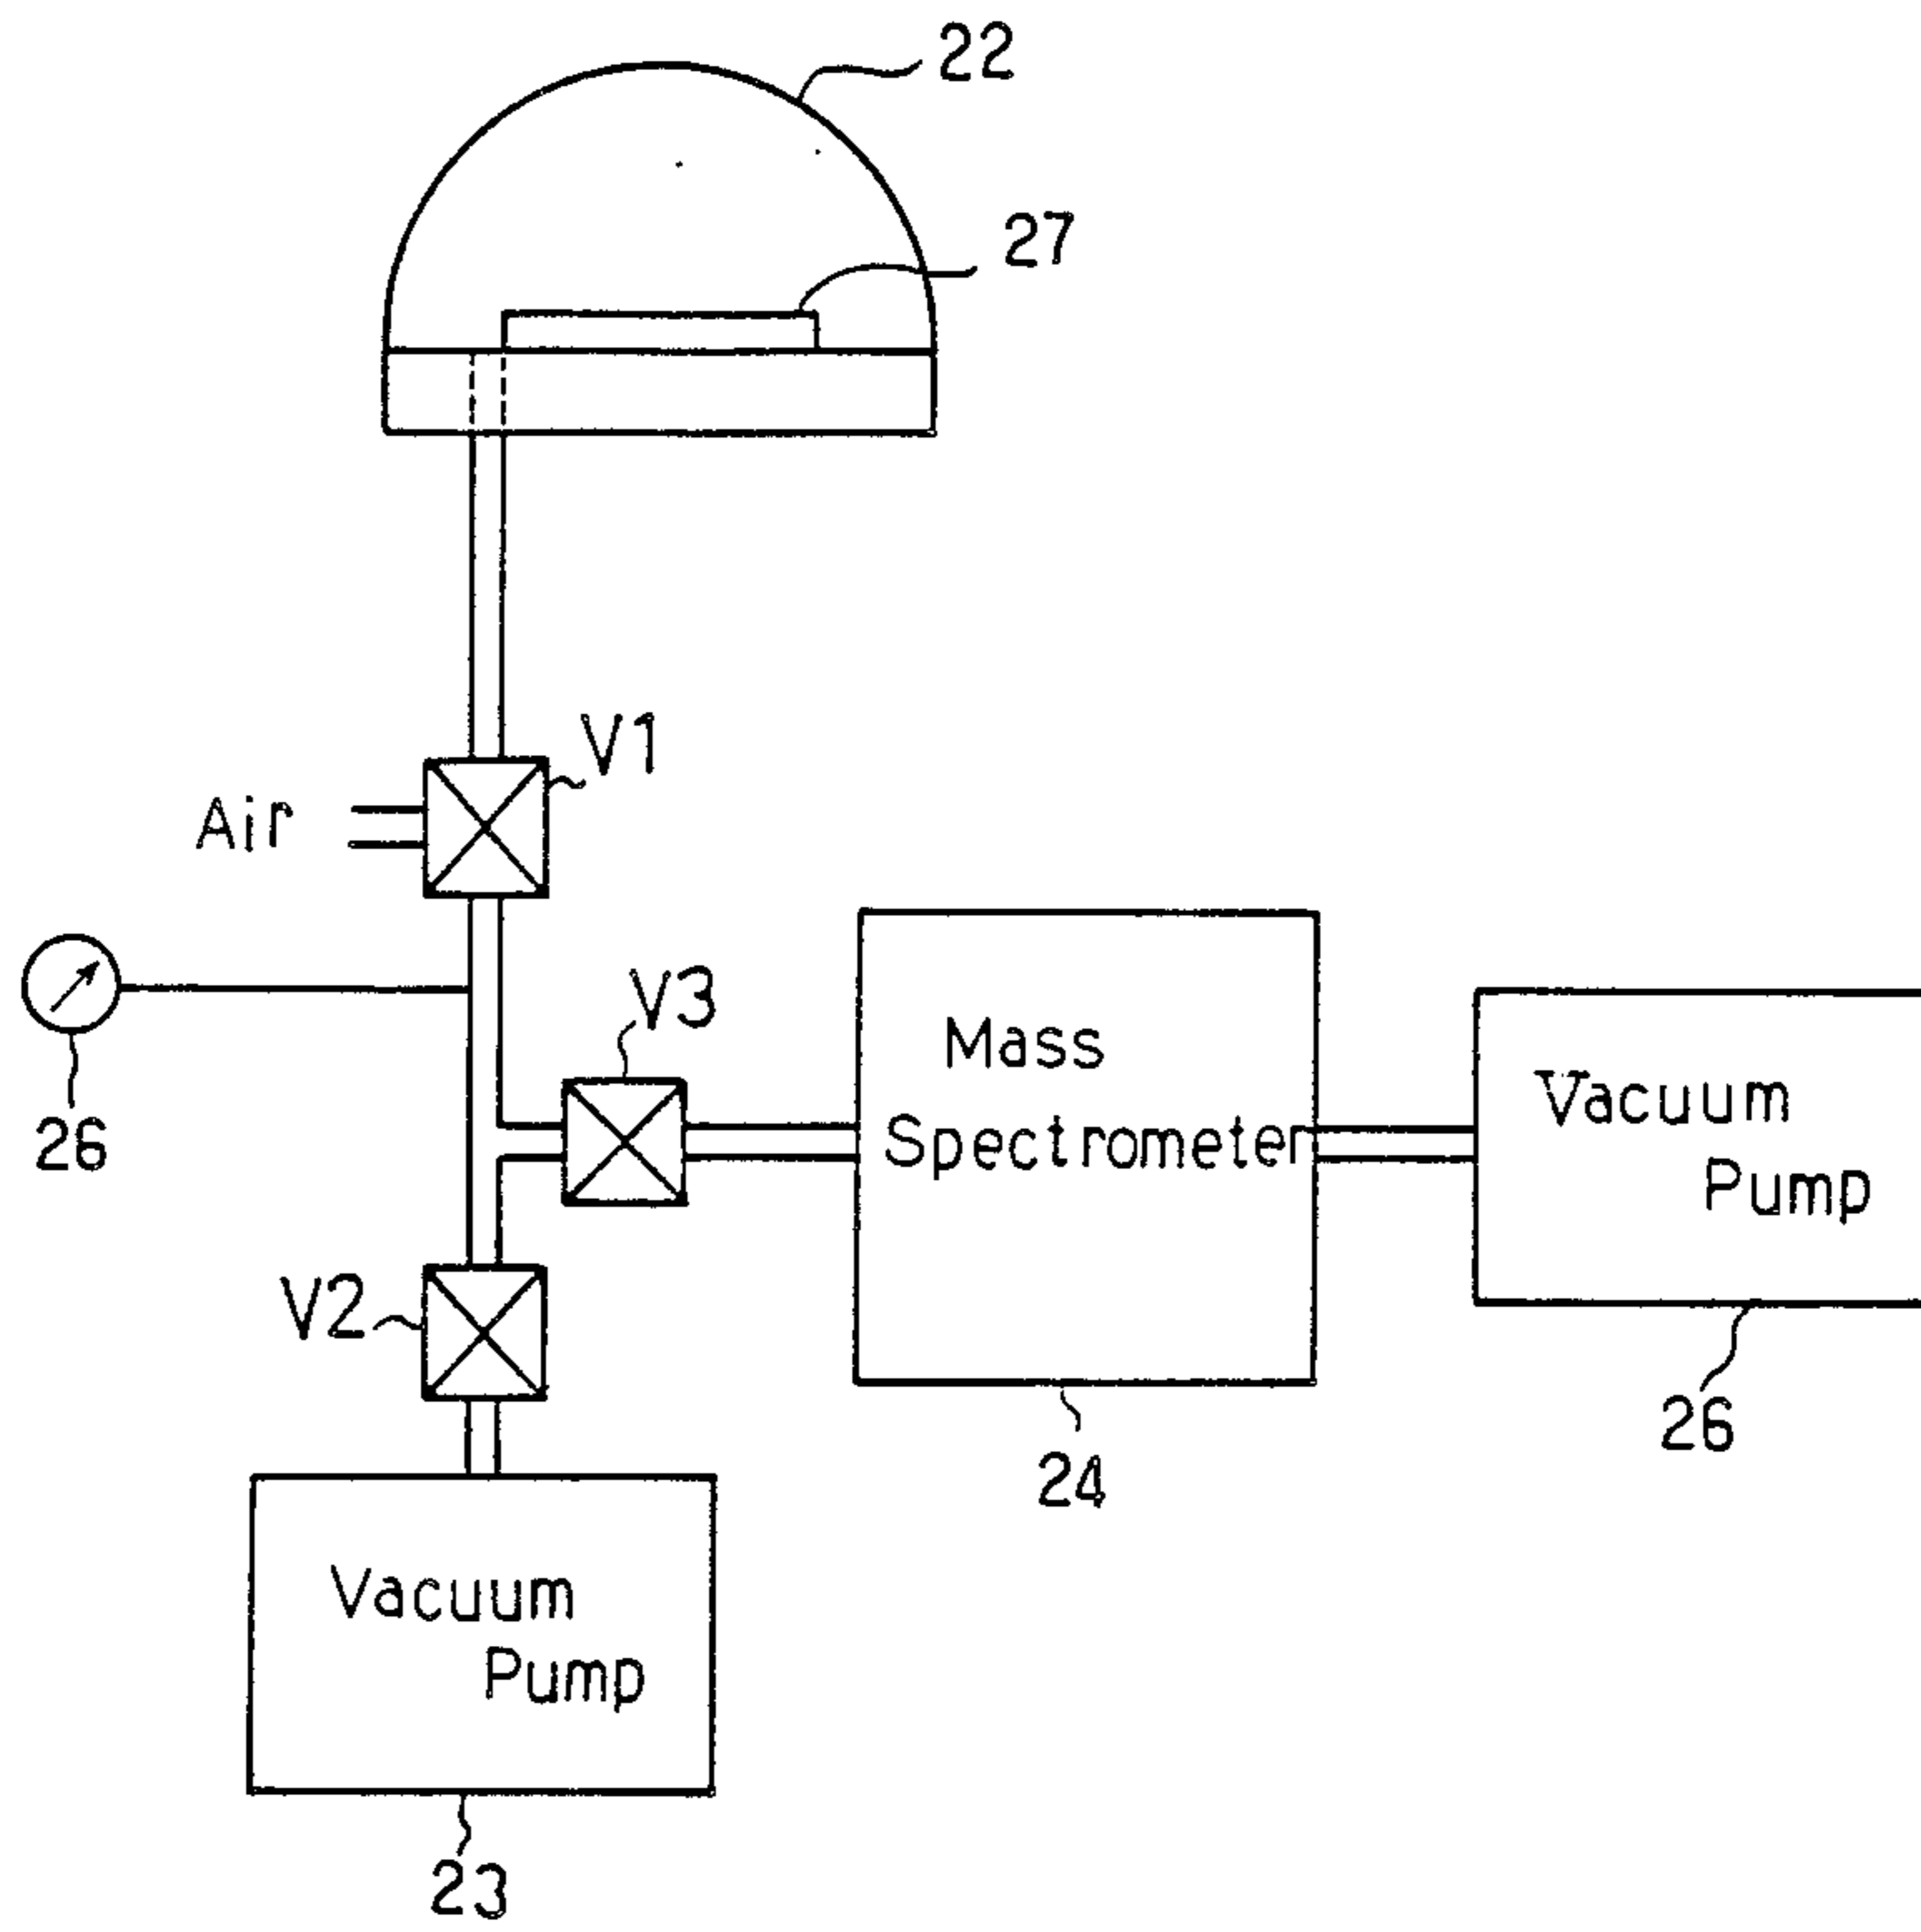 22
27
V1
Air
V3
26
Mass
Spectrometer
Vacuum
Pump
V2
26
24
Vacuum
Pump
23